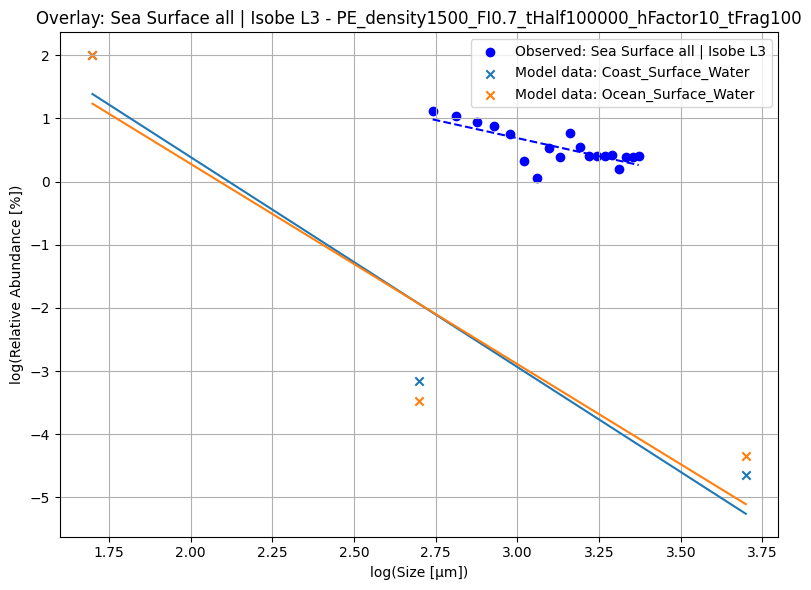 Overlay: Sea Surface all | Isobe L3 - PE_density1500_FI0.7_tHalf100000_hFactor10_tFrag100
Observed: Sea Surface all | Isobe L3
Model data: Coast_Surface_Water
Model data: Ocean_Surface_Water
log(Relative Abundance [%])
2
1
0
−1
−2
−3
−4
−5
1.75 2.00 2.25 2.50 2.75 3.00 3.25 3.50 3.75
log(Size [µm])